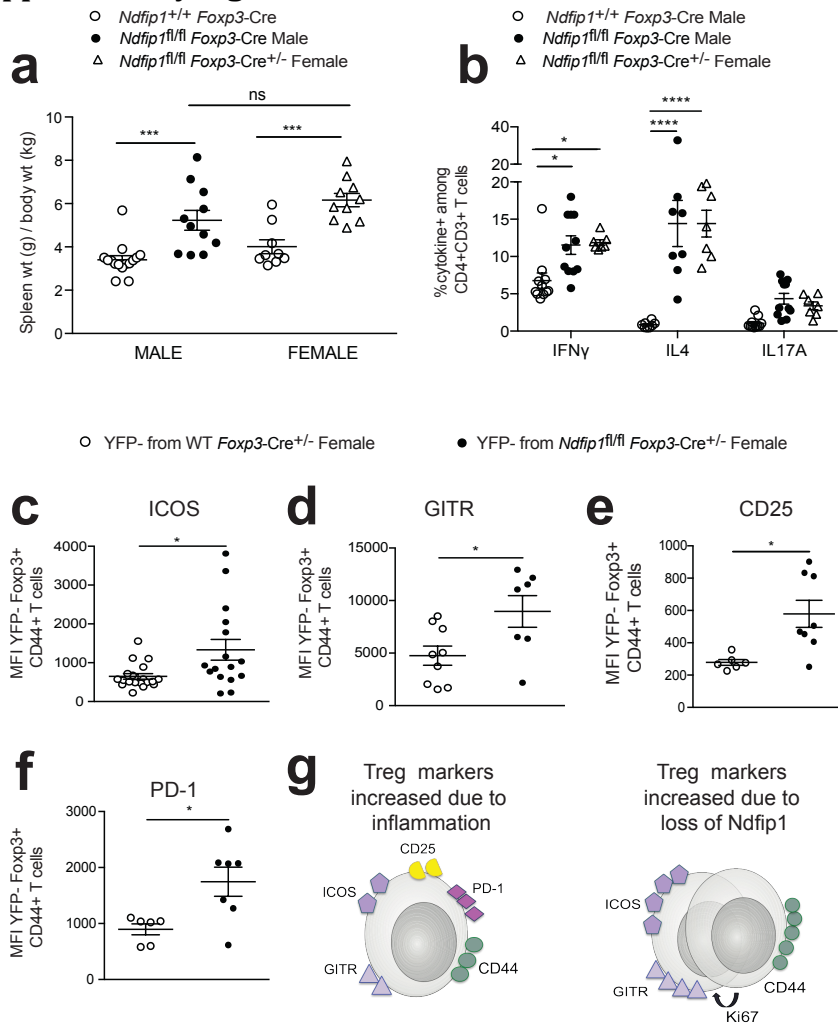 Ndfip1+/+ Foxp3-Cre
Ndfip1fl/fl Foxp3-Cre Male
Ndfip1fl/fl Foxp3-Cre+/- Female
a
Spleen wt (g) / body wt (kg)
10
8
6
4
2
0
***
ns
***
MALE
FEMALE
Ndfip1+/+ Foxp3-Cre Male
Ndfip1fl/fl Foxp3-Cre Male
Ndfip1fl/fl Foxp3-Cre+/- Female
b
%cytokine+ among
CD4+CD3+ T cells
40
20
20
15
10
5
0
*
*
****
****
IFNγ
IL4
IL17A
YFP- from WT Foxp3-Cre+/- Female
YFP- from Ndfip1fl/fl Foxp3-Cre+/- Female
c
ICOS
MFI YFP- Foxp3+
CD44+ T cells
4000
3000
2000
1000
0
*
d
GITR
MFI YFP- Foxp3+
CD44+ T cells
15000
10000
5000
0
*
e
CD25
MFI YFP- Foxp3+
CD44+ T cells
1000
800
600
400
200
0
*
f
PD-1
MFI YFP- Foxp3+
CD44+ T cells
3000
2000
1000
0
*
g
Treg markers
increased due to
inflammation
CD25
ICOS
PD-1
GITR
CD44
Treg markers
increased due to
loss of Ndfip1
ICOS
GITR
CD44
Ki67